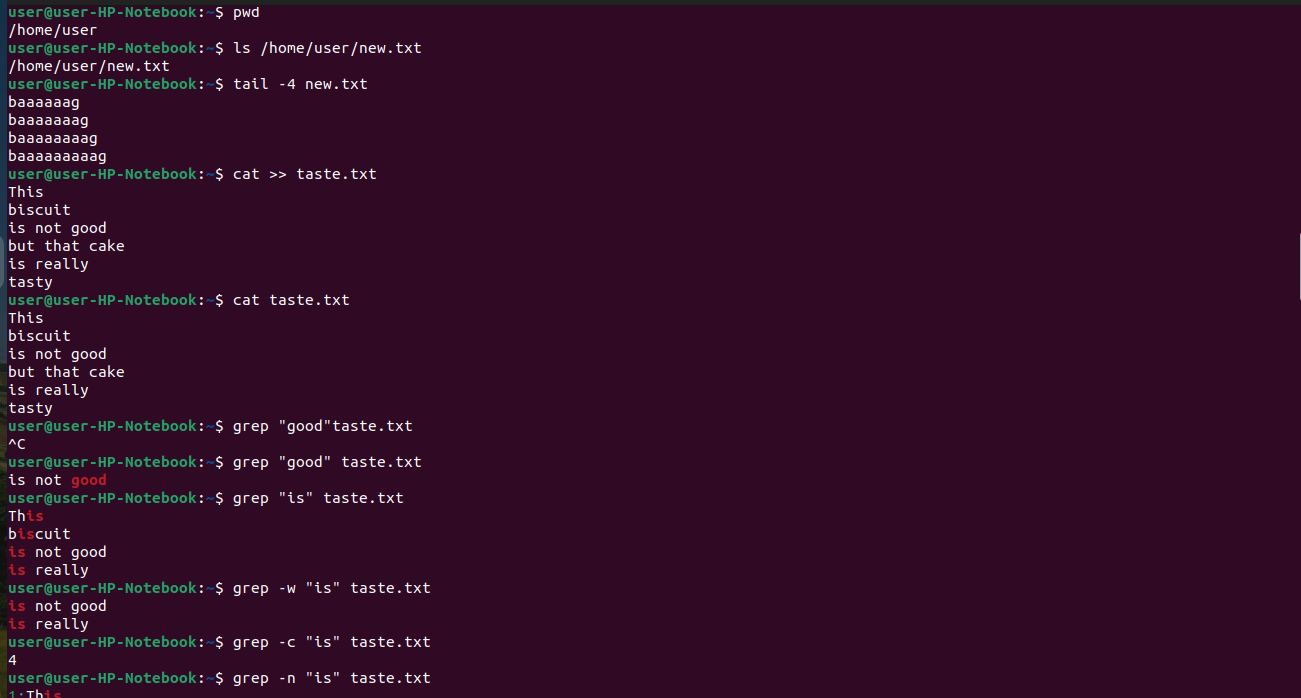 user@user-HP-Notebook:~$ pwd
/home/user
user@user-HP-Notebook:~$ ls /home/user/new.txt
/home/user/new.txt
user@user-HP-Notebook:~$ tail -4 new.txt
baaaaaag
baaaaaaag
baaaaaaaag
baaaaaaaaag
user@user-HP-Notebook:~$ cat >> taste.txt
This
biscuit
is not good
but that cake
is really
tasty
user@user-HP-Notebook:~$ cat taste.txt
This
biscuit
is not good
but that cake
is really
tasty
user@user-HP-Notebook:~$ grep "good"taste.txt
^C
user@user-HP-Notebook:~$ grep "good" taste.txt
is not good
user@user-HP-Notebook:~$ grep "is" taste.txt
This
biscuit
is not good
is really
user@user-HP-Notebook:~$ grep -w "is" taste.txt
is not good
is really
user@user-HP-Notebook:~$ grep -c "is" taste.txt
4
user@user-HP-Notebook:~$ grep -n "is" taste.txt
1:This